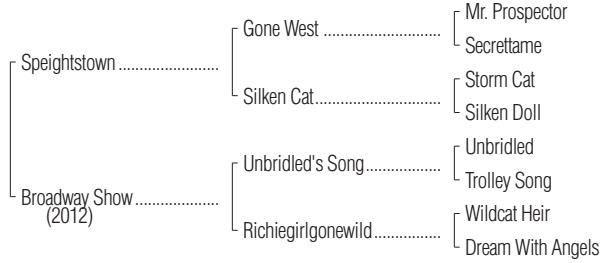 Mr. Prospector
Gone West ........................
Secrettame
Speightstown ....................
Storm Cat
Silken Cat..........................
Silken Doll
Unbridled
Unbridled's Song...............
Trolley Song
Broadway Show.................
(2012)
Wildcat Heir
Richiegirlgonewild.............
Dream With Angels